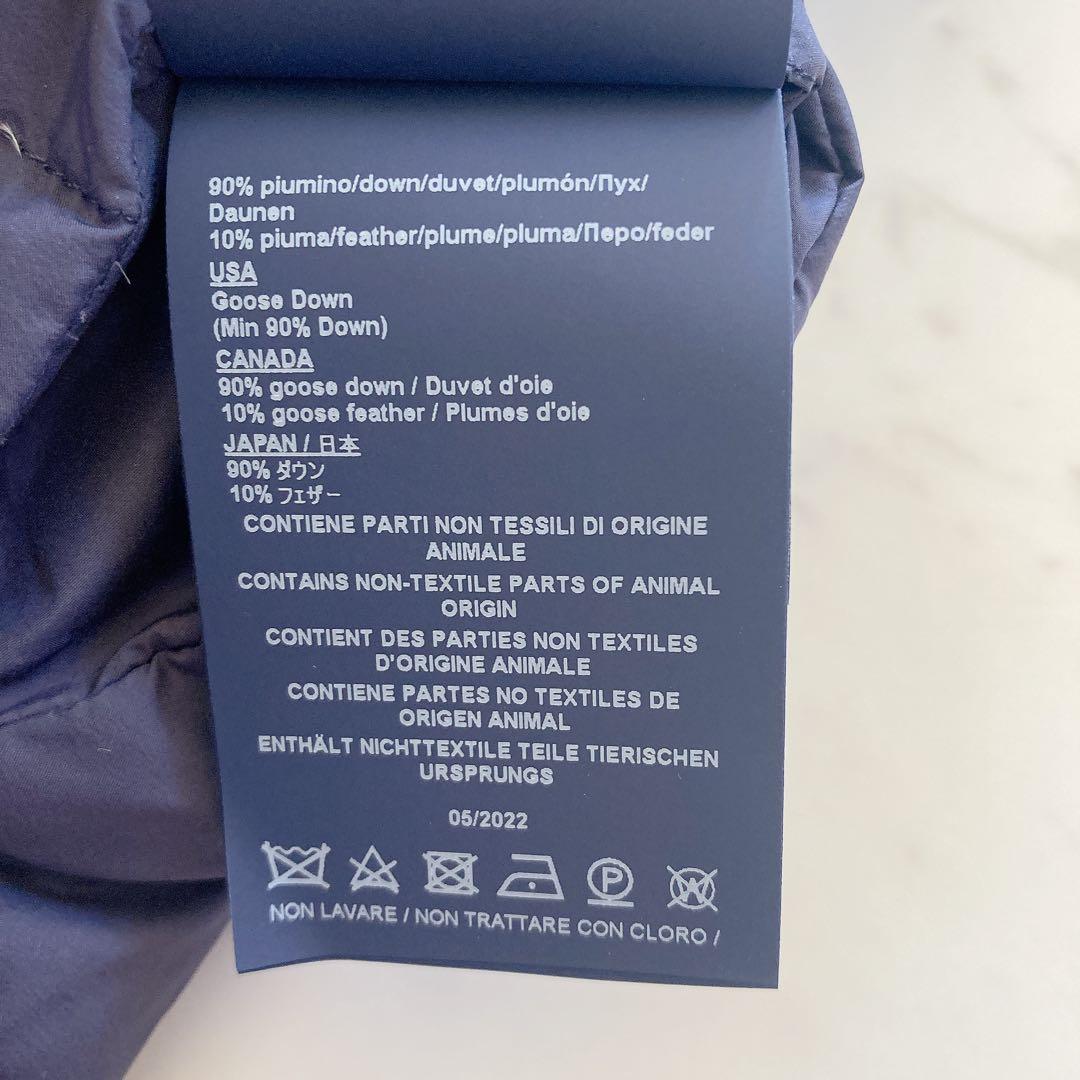 90% piumino/down/duvet/plumón/Пух/
Daunen
10% piuma/feather/plume/pluma/Перо/feder
USA
Goose Down
(Min 90% Down)
CANADA
90% goose down / Duvet d'oie
10% goose feather / Plumes d'oie
JAPAN / 日本
90% ダウン
10% フェザー
CONTIENE PARTI NON TESSILI DI ORIGINE
ANIMALE
CONTAINS NON-TEXTILE PARTS OF ANIMAL
ORIGIN
CONTIENT DES PARTIES NON TEXTILES
D'ORIGINE ANIMALE
CONTIENE PARTES NO TEXTILES DE
ORIGEN ANIMAL
ENTHÄLT NICHTTEXTILE TEILE TIERISCHEN
URSPRUNGS
05/2022
P W
NON LAVARE / NON TRATTARE CON CLORO /